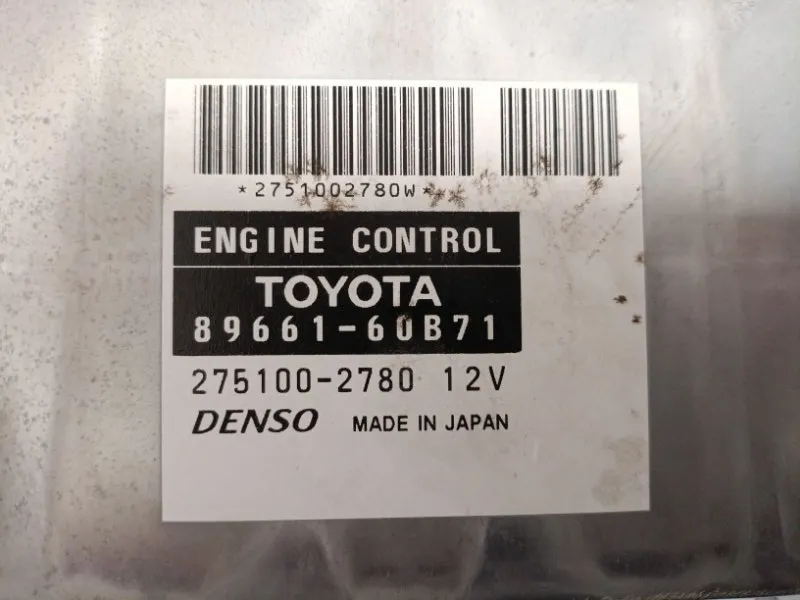 *2751002780W*
ENGINE CONTROL
TOYOTA
89661-60B71
275100-2780 12V
DENSO MADE IN JAPAN